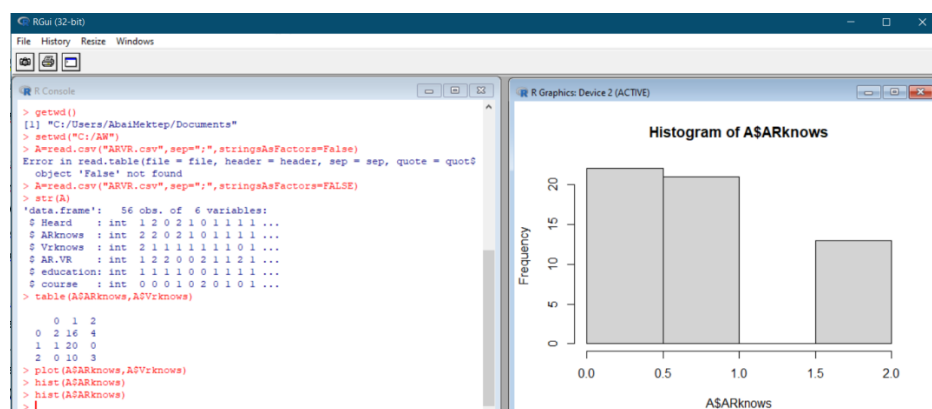 RGui (32-bit)
File History Resize Windows
R Console
> getwd()
[1] "C:/Users/AbaiMektep/Documents"
> setwd("C:/AW")
> A=read.csv("ARVR.csv",sep=";",stringsAsFactors=False)
Error in read.table(file = file, header = header, sep = sep, quote = quot$
  object 'False' not found
> A=read.csv("ARVR.csv",sep=";",stringsAsFactors=FALSE)
> str(A)
'data.frame':   56 obs. of  6 variables:
 $ Heard    : int  1 2 0 2 1 0 1 1 1 1 ...
 $ ARknows  : int  2 2 0 2 1 0 1 1 1 1 ...
 $ Vrknows  : int  2 1 1 1 1 1 1 1 0 1 ...
 $ AR.VR    : int  1 2 2 0 0 2 1 1 2 1 ...
 $ education: int  1 1 1 1 0 0 1 1 1 1 ...
 $ course   : int  0 0 0 1 0 2 0 1 0 1 ...
> table(A$ARknows,A$Vrknows)
     0  1  2
  0  2 16  4
  1  1 20  0
  2  0 10  3
> plot(A$ARknows,A$Vrknows)
> hist(A$ARknows)
> hist(A$ARknows)
>
R Graphics: Device 2 (ACTIVE)
Histogram of A$ARknows
Frequency
20
15
10
5
0
0.0 0.5 1.0 1.5 2.0
A$ARknows